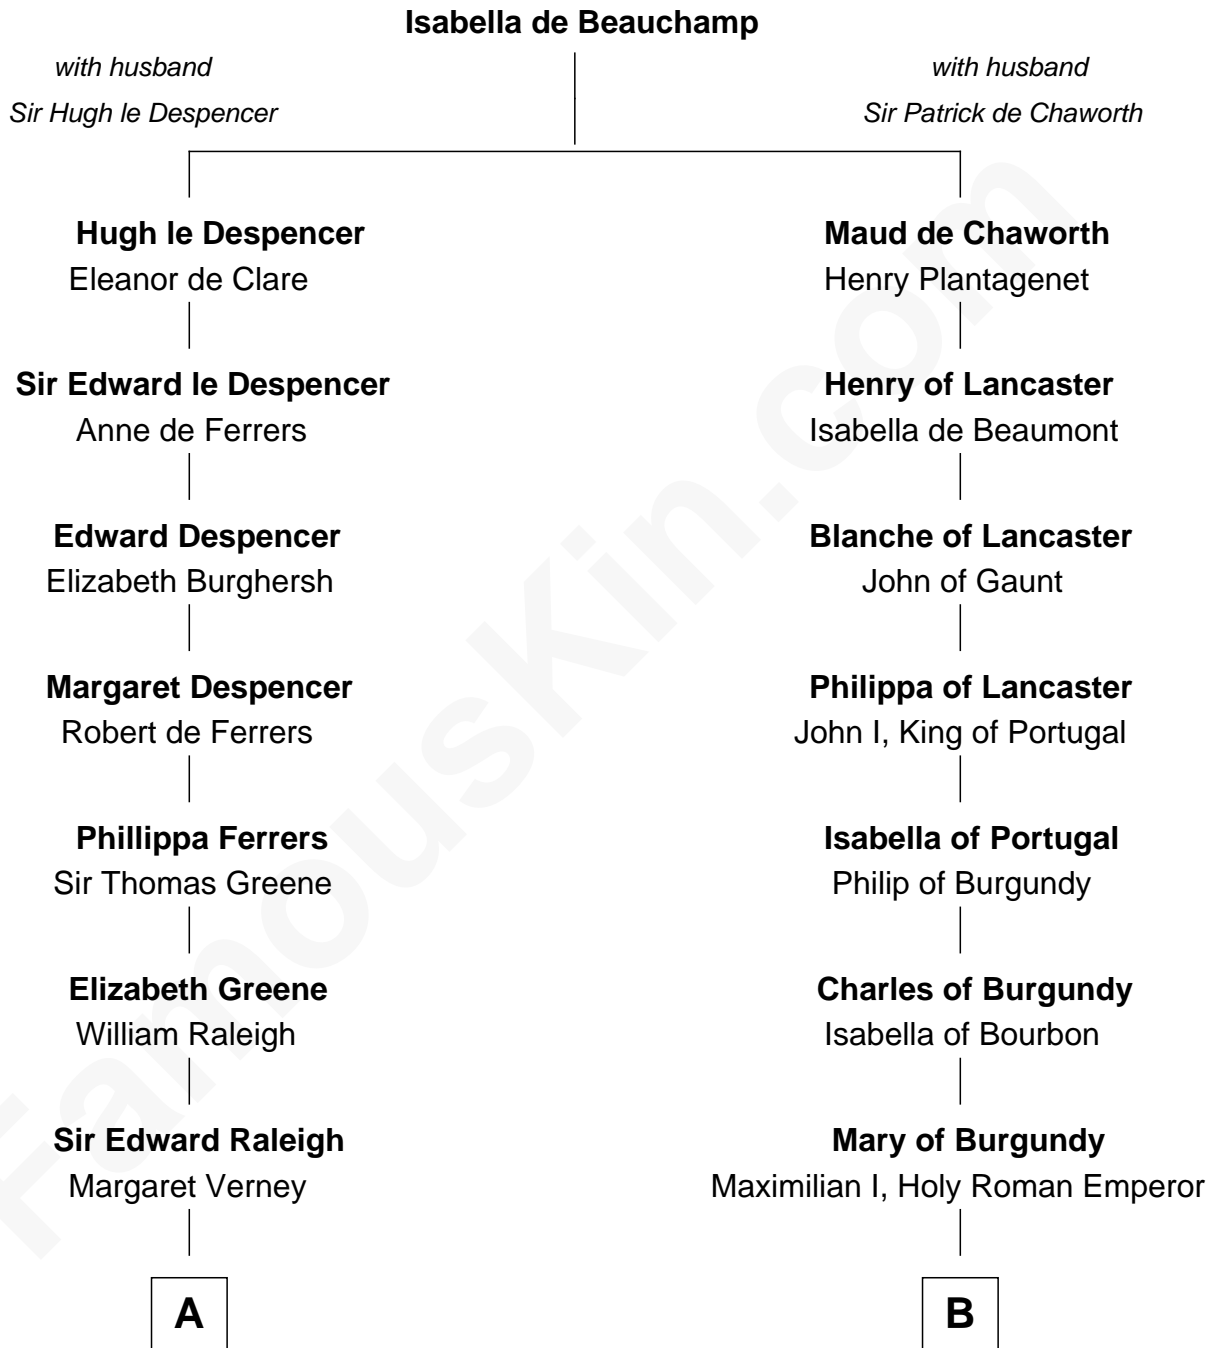 Isabella de Beauchamp
with husband
Sir Hugh le Despencer
with husband
Sir Patrick de Chaworth
Hugh le Despencer
Eleanor de Clare
Sir Edward le Despencer
Anne de Ferrers
Edward Despencer
Elizabeth Burghersh
Margaret Despencer
Robert de Ferrers
Phillippa Ferrers
Sir Thomas Greene
Elizabeth Greene
William Raleigh
Sir Edward Raleigh
Margaret Verney
A
Maud de Chaworth
Henry Plantagenet
Henry of Lancaster
Isabella de Beaumont
Blanche of Lancaster
John of Gaunt
Philippa of Lancaster
John I, King of Portugal
Isabella of Portugal
Philip of Burgundy
Charles of Burgundy
Isabella of Bourbon
Mary of Burgundy
Maximilian I, Holy Roman Emperor
B
FamousKin.com